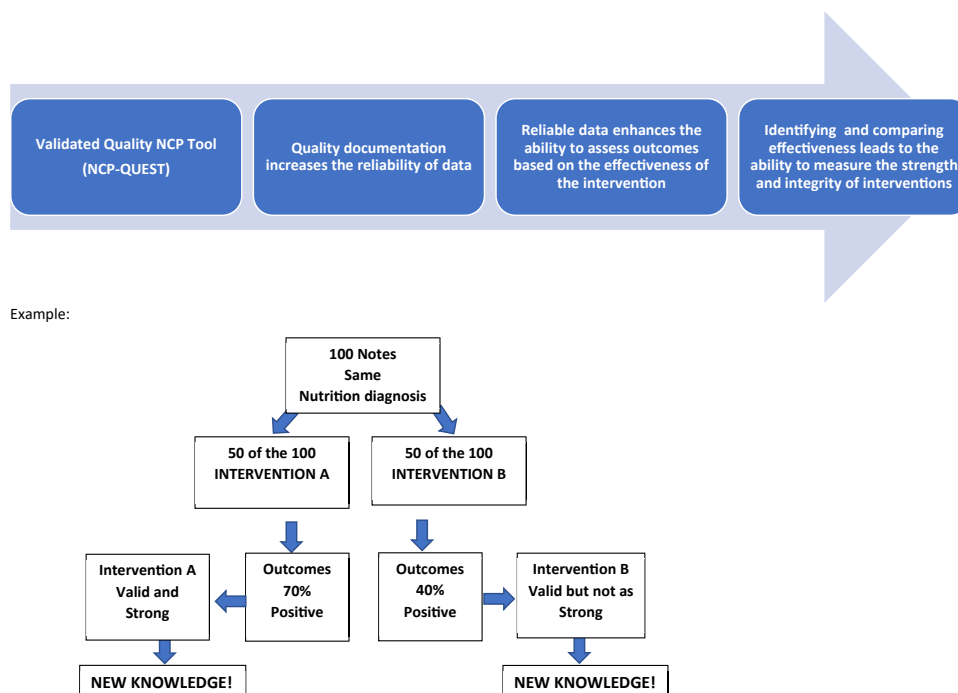 Validated Quality NCP Tool
(NCP-QUEST)
Quality documentation
increases the reliability of data
Reliable data enhances the
ability to assess outcomes
based on the effectiveness of
the intervention
Identifying and comparing
effectiveness leads to the
ability to measure the strength
and integrity of interventions
Example:
100 Notes
Same
Nutrition diagnosis
50 of the 100
INTERVENTION A
50 of the 100
INTERVENTION B
Intervention A
Valid and
Strong
Outcomes
70%
Positive
Outcomes
40%
Positive
Intervention B
Valid but not as
Strong
NEW KNOWLEDGE!
NEW KNOWLEDGE!